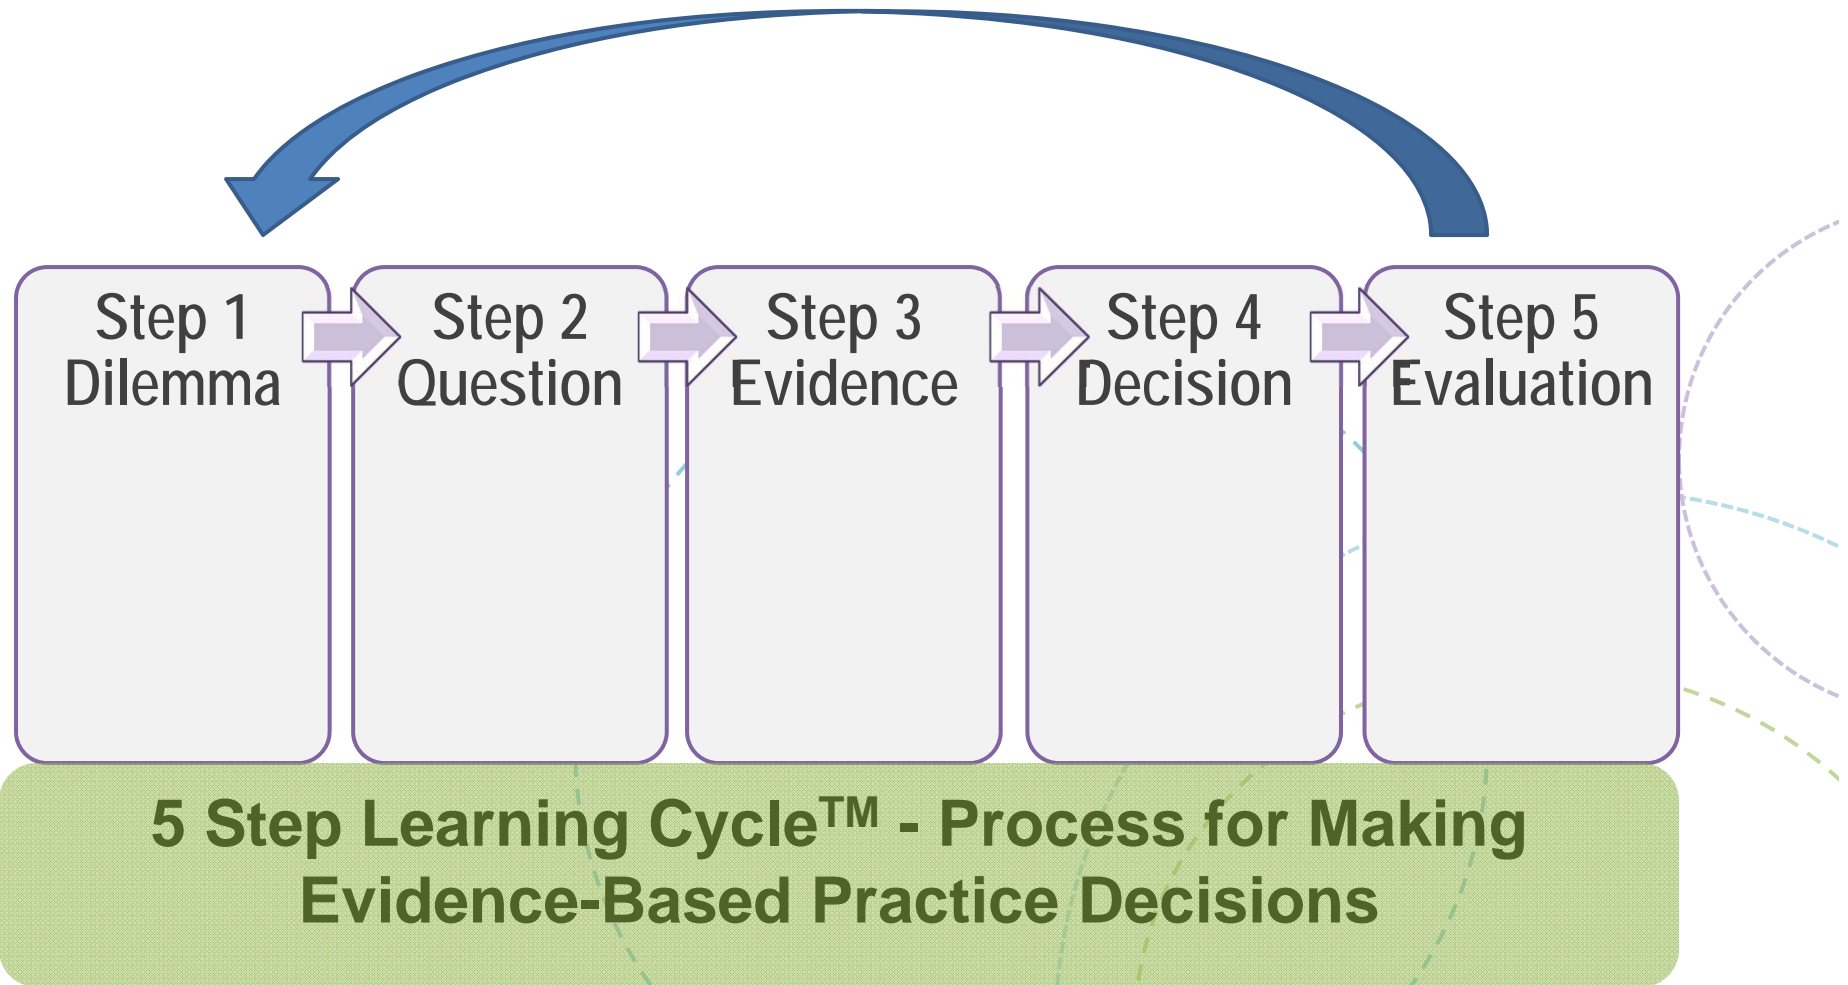 Step 1
Dilemma
Step 2
Question
Step 3
Evidence
Step 4
Decision
Step 5
Evaluation
5 Step Learning Cycle™ - Process for Making
Evidence-Based Practice Decisions